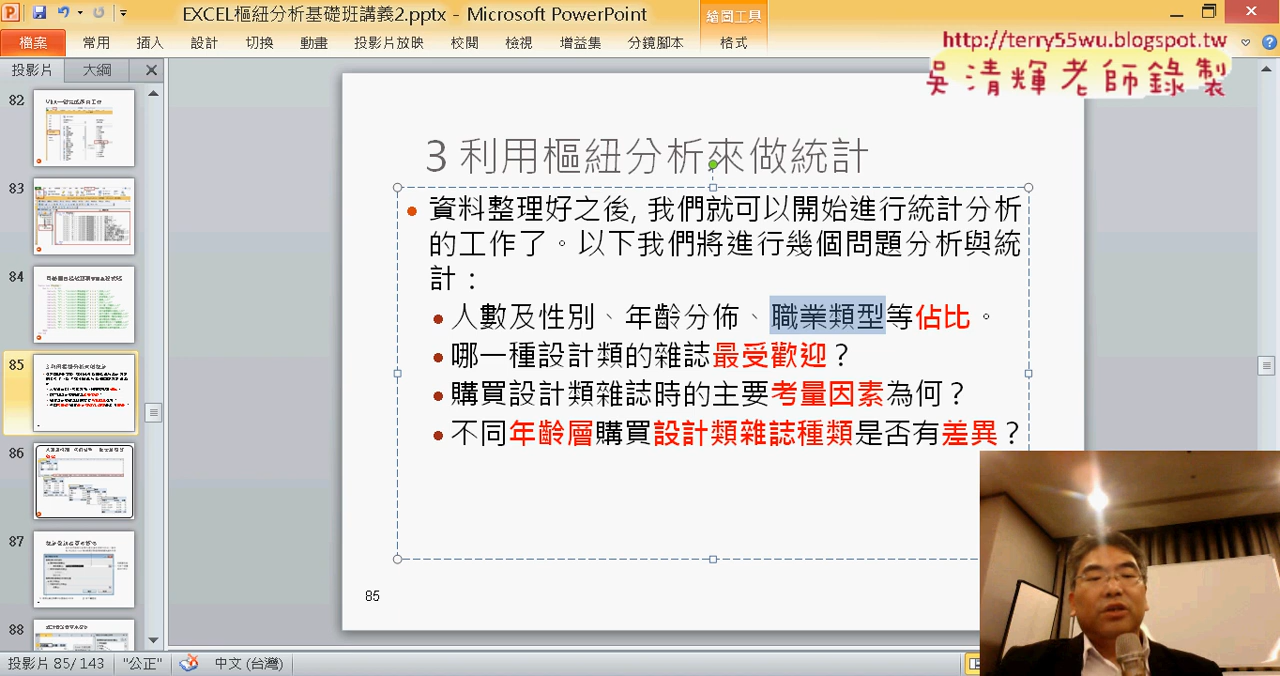 EXCEL樞紐分析基礎班講義2.pptx - Microsoft PowerPoint
繪圖工具
檔案 常用 插入 設計 切換 動畫 投影片放映 校閱 檢視 增益集 分鏡腳本 格式
http://terry55wu.blogspot.tw
吳清輝老師錄製
投影片 大綱
82
83
84
85
86
87
88
3 利用樞紐分析來做統計
資料整理好之後, 我們就可以開始進行統計分析
的工作了。以下我們將進行幾個問題分析與統
計：
人數及性別、年齡分佈、職業類型等佔比。
哪一種設計類的雜誌最受歡迎？
購買設計類雜誌時的主要考量因素為何？
不同年齡層購買設計類雜誌種類是否有差異？
85
投影片 85/ 143 "公正" 中文 (台灣)